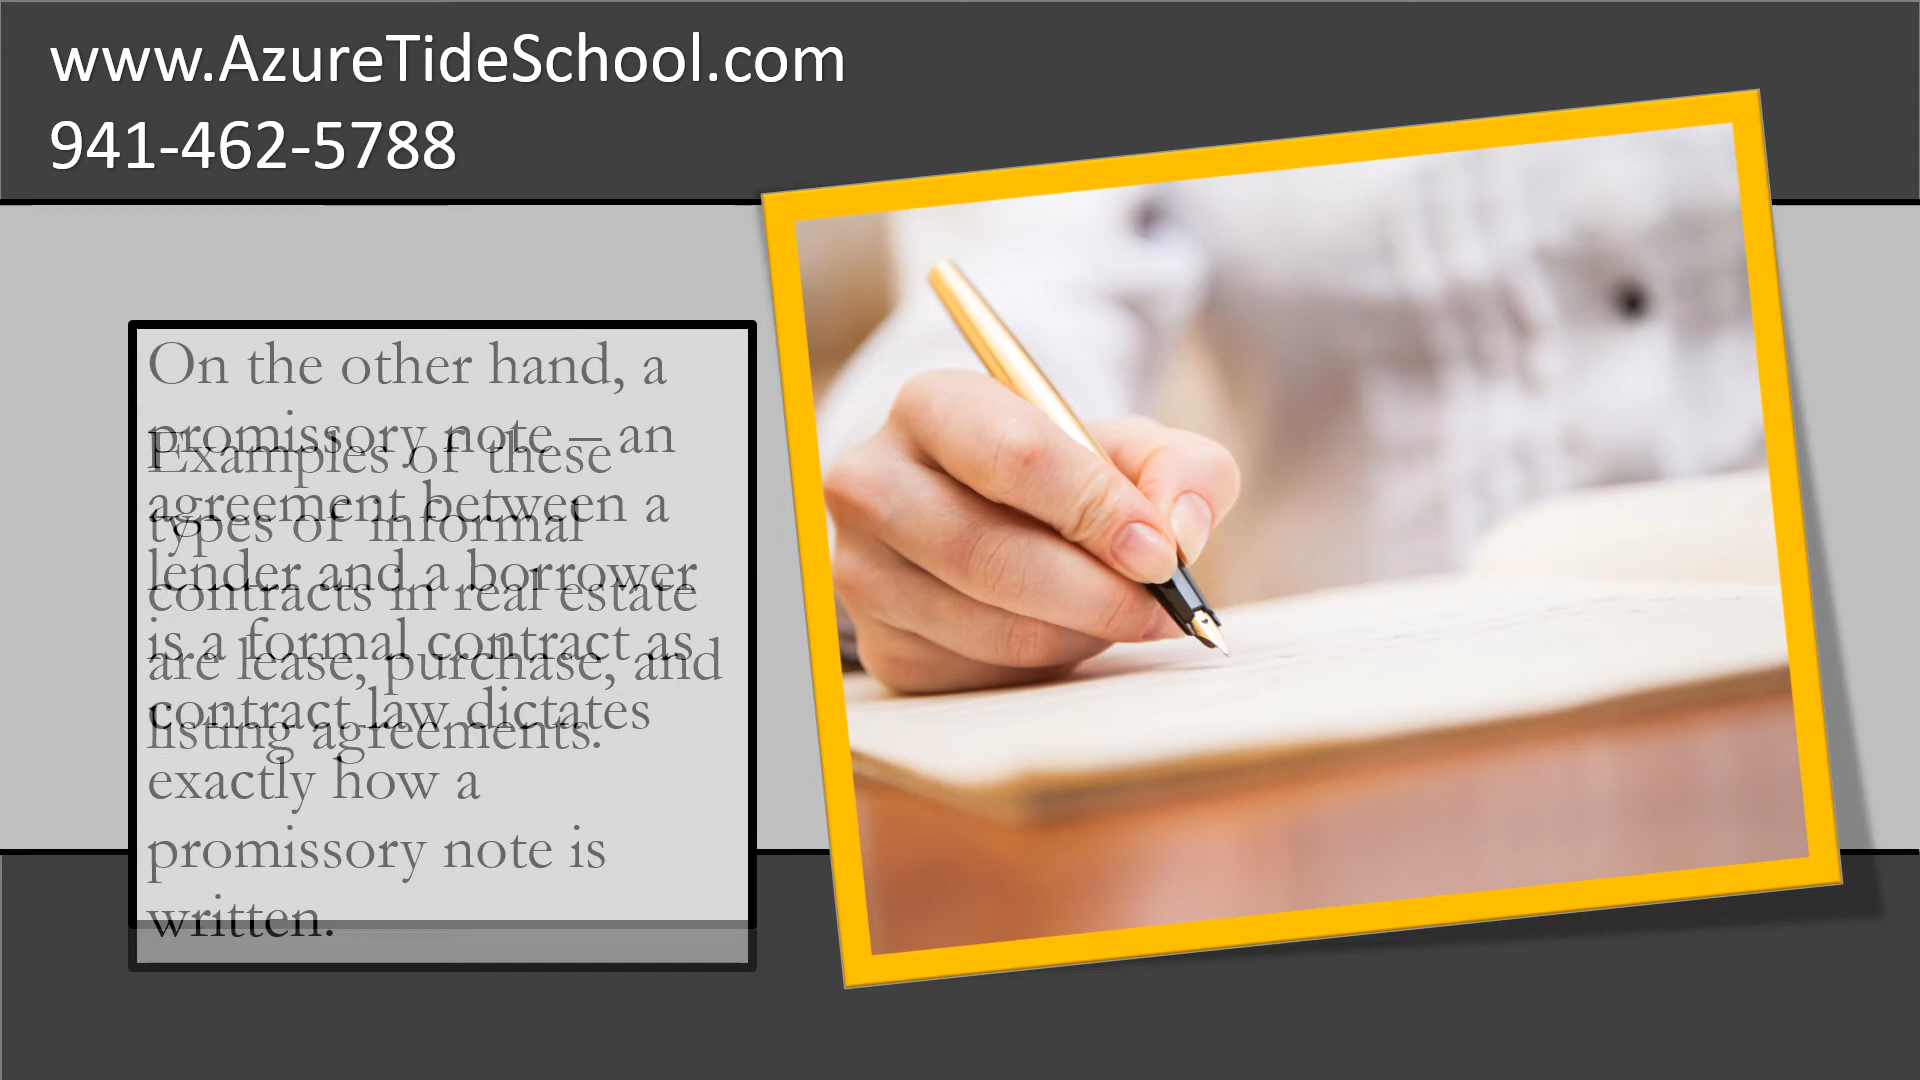 www.AzureTideSchool.com
941-462-5788
On the other hand, a
promissory note – an
agreement between a
lender and a borrower
is a formal contract as
contract law dictates
exactly how a
promissory note is
written.
Examples of these
types of informal
contracts in real estate
are lease, purchase, and
listing agreements.